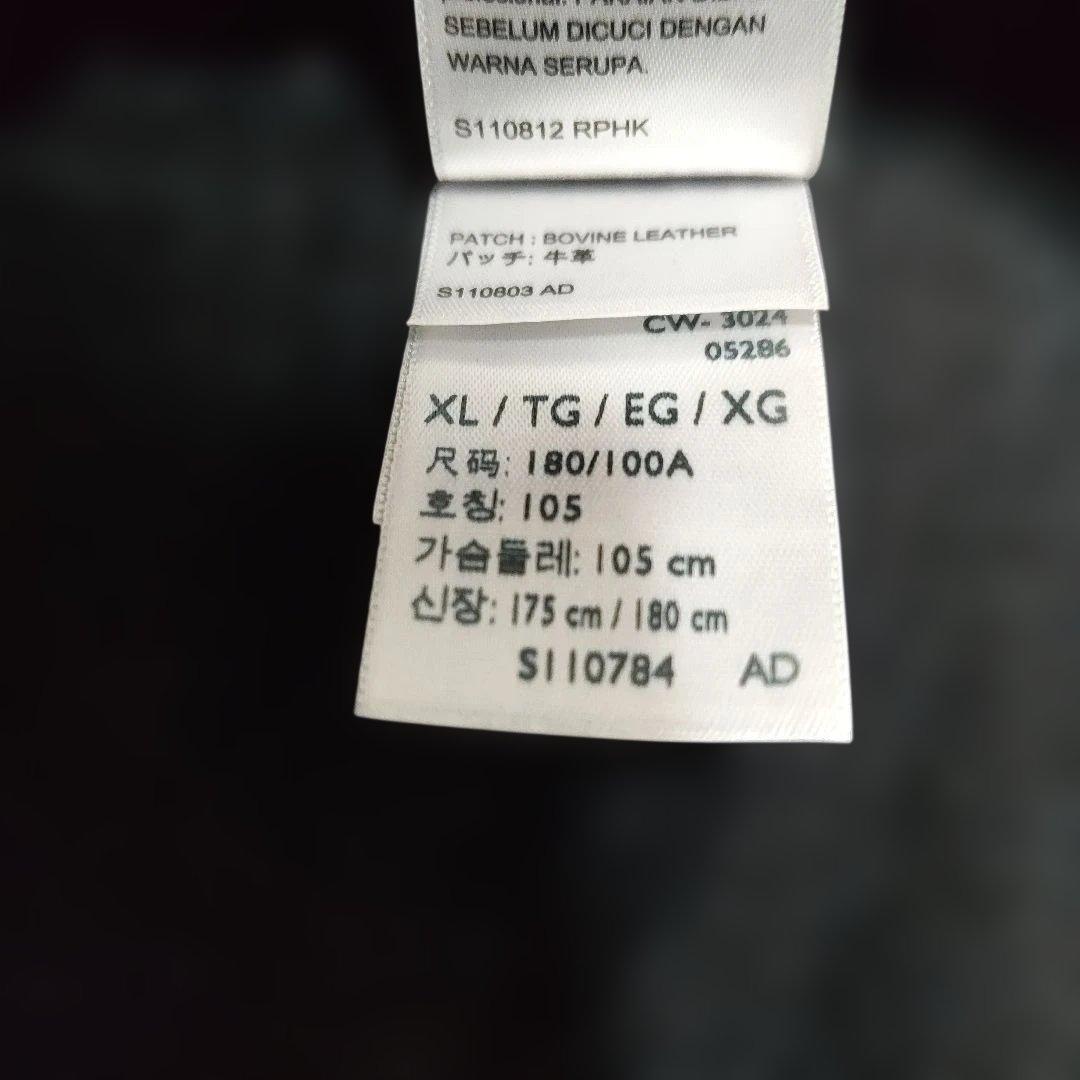 SEBELUM DICUCI DENGAN
WARNA SERUPA.
S110812 RPHK
PATCH : BOVINE LEATHER
パッチ: 牛革
S110803 AD
CW- 3024
05286
XL / TG / EG / XG
尺码: 180/100A
호칭: 105
가슴둘레: 105 cm
신장: 175 cm / 180 cm
S110784 AD